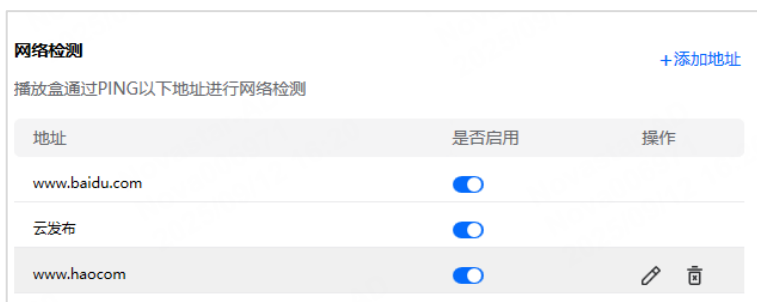 网络检测
+添加地址
播放盒通过PING以下地址进行网络检测
地址 是否启用 操作
www.baidu.com
云发布
www.haocom